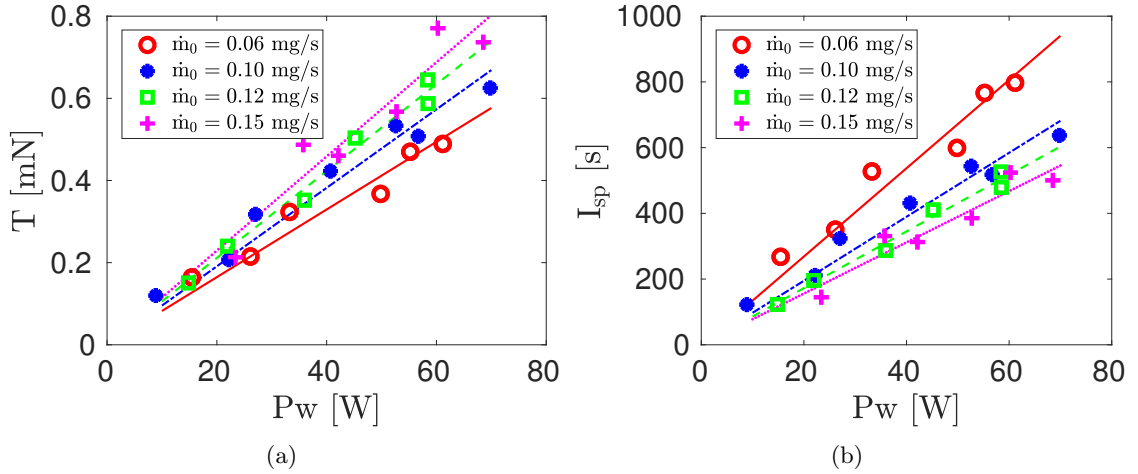 0.8
0.6
0.4
0.2
0
T [mN]
ṁ0 = 0.06 mg/s
ṁ0 = 0.10 mg/s
ṁ0 = 0.12 mg/s
ṁ0 = 0.15 mg/s
20 40 60 80
Pw [W]
(a)
1000
800
600
400
200
0
Isp [s]
ṁ0 = 0.06 mg/s
ṁ0 = 0.10 mg/s
ṁ0 = 0.12 mg/s
ṁ0 = 0.15 mg/s
0 20 40 60 80
Pw [W]
(b)